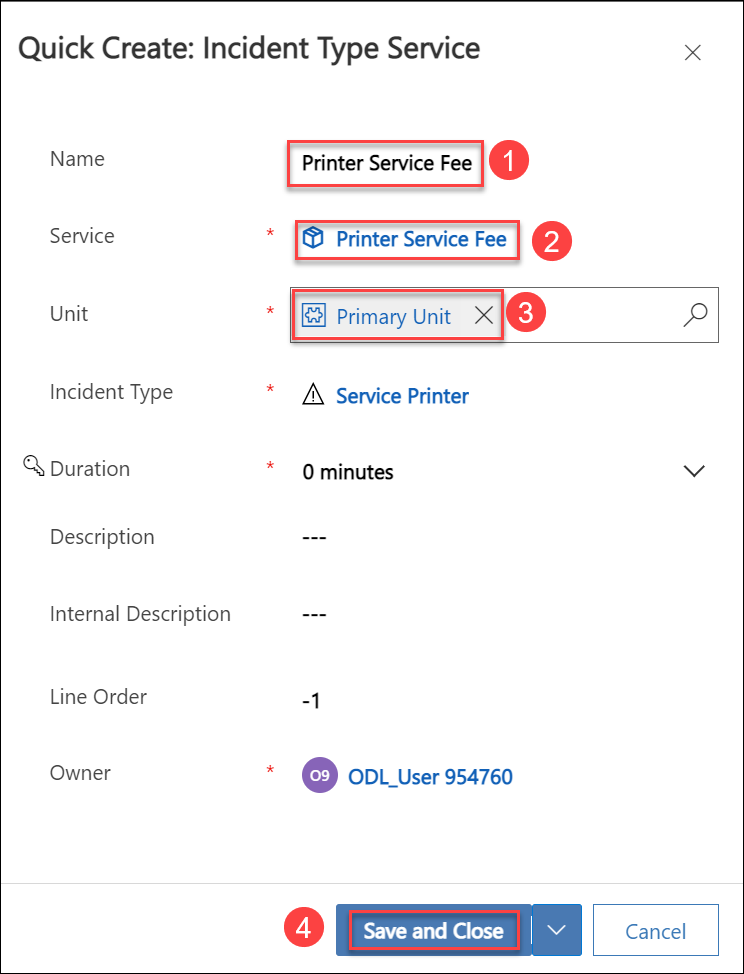 Quick Create: Incident Type Service
Name Printer Service Fee 1
Service * Printer Service Fee 2
Unit * Primary Unit 3
Incident Type * Service Printer
Duration * 0 minutes
Description ---
Internal Description ---
Line Order -1
Owner * O9 ODL_User 954760
4 Save and Close Cancel